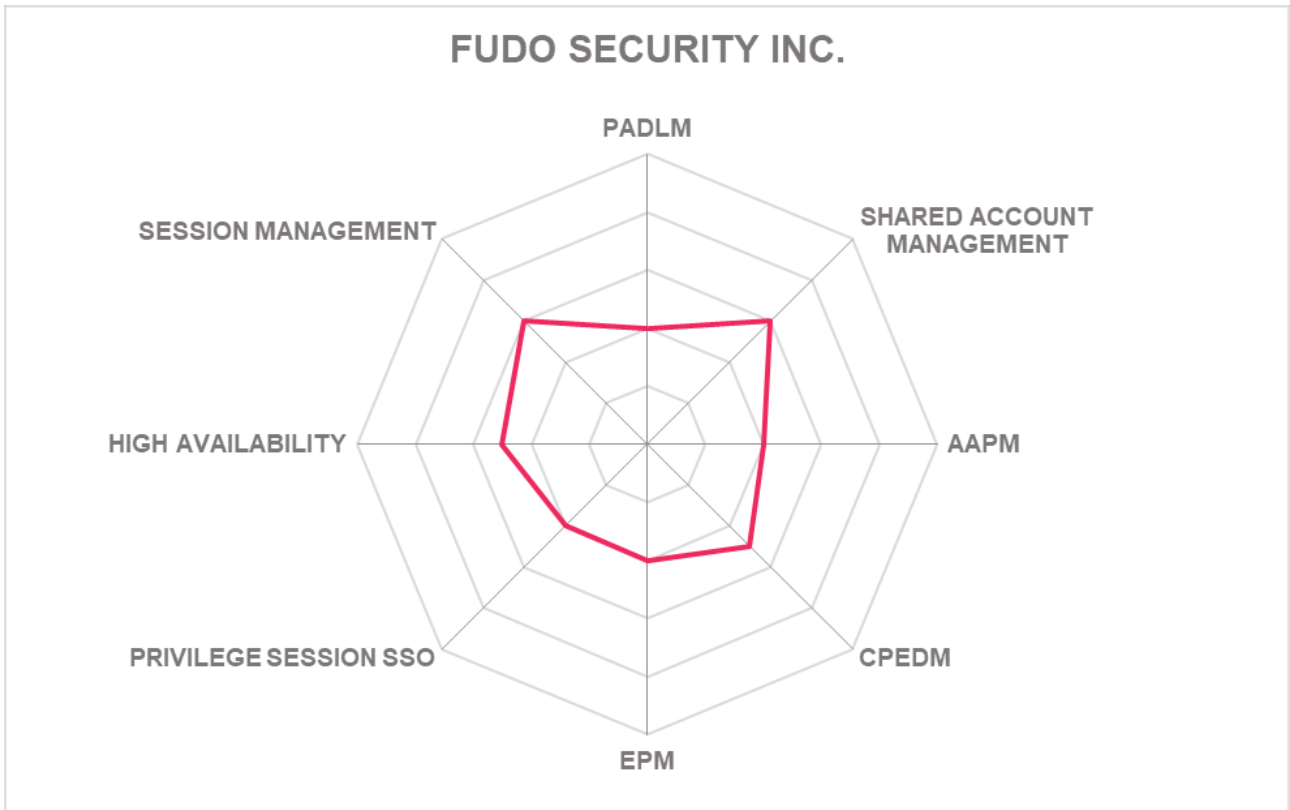 FUDO SECURITY INC.
PADLM
SHARED ACCOUNT
MANAGEMENT
SESSION MANAGEMENT
HIGH AVAILABILITY
AAPM
PRIVILEGE SESSION SSO
CPEDM
EPM